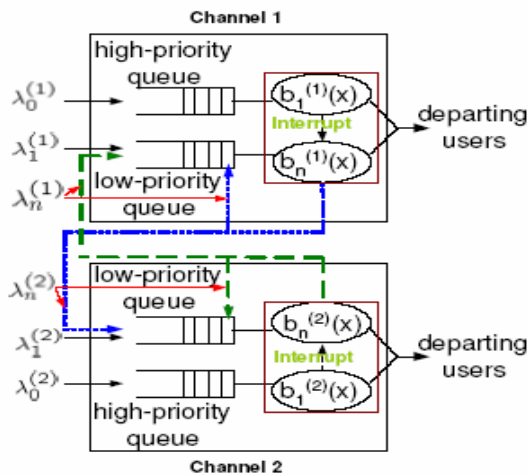 Channel 1
high-priority
queue
λ₀⁽¹⁾
b₁⁽¹⁾(x)
Interrupt
λ₁⁽¹⁾
departing
users
bₙ⁽¹⁾(x)
λₙ⁽¹⁾
low-priority
queue
low-priority
queue
λₙ⁽²⁾
bₙ⁽²⁾(x)
λ₁⁽²⁾
Interrupt
departing
users
λ₀⁽²⁾
b₁⁽²⁾(x)
high-priority
queue
Channel 2